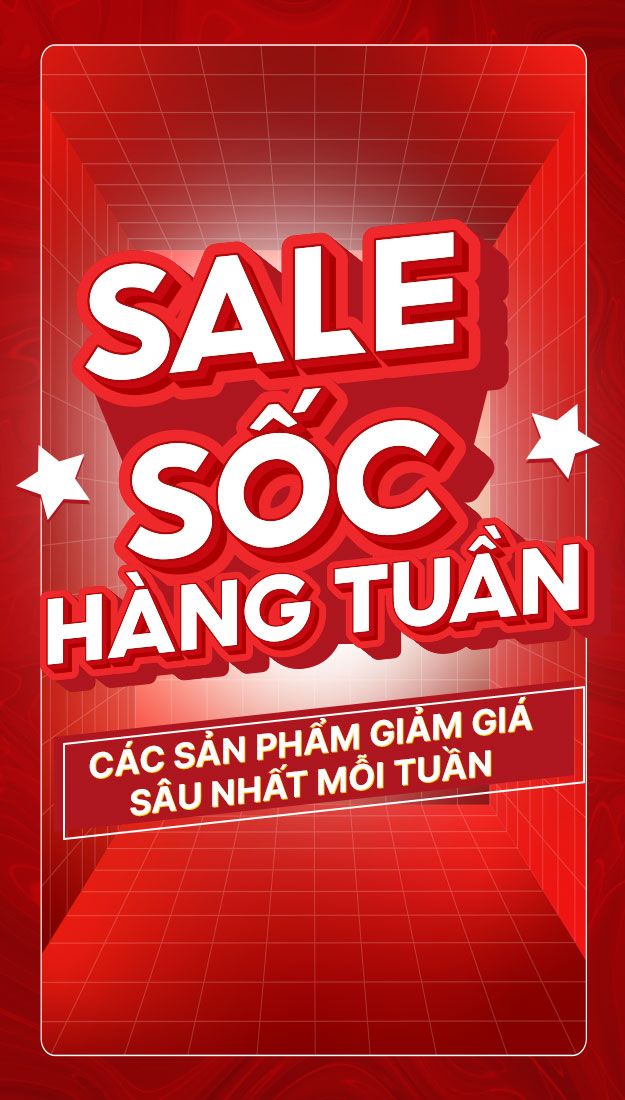 SALE
SỐC
HÀNG TUẦN
CÁC SẢN PHẨM GIẢM GIÁ
SÂU NHẤT MỖI TUẦN